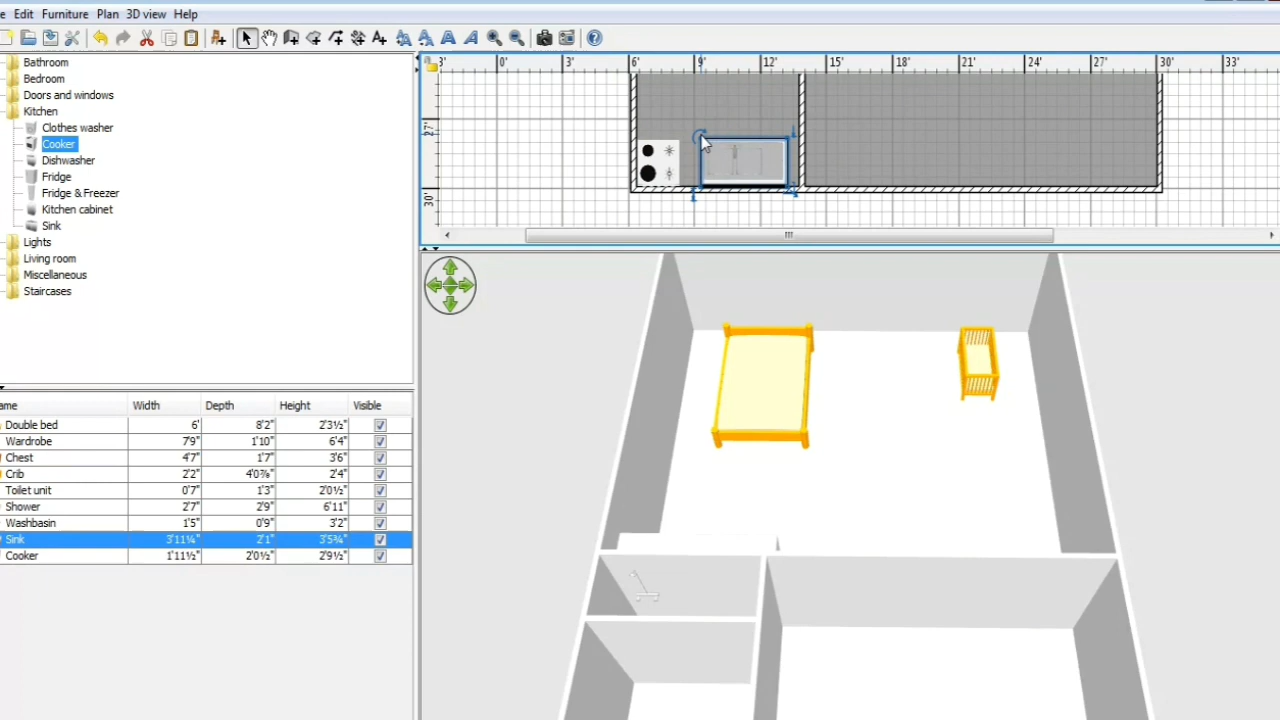 e Edit Furniture Plan 3D view Help
Bathroom
Bedroom
Doors and windows
Kitchen
Clothes washer
Cooker
Dishwasher
Fridge
Fridge & Freezer
Kitchen cabinet
Sink
Lights
Living room
Miscellaneous
Staircases
3' 0' 3' 6' 9' 12' 15' 18' 21' 24' 27' 30' 33'
27'
30'
ame Width Depth Height Visible
Double bed 6' 8'2" 2'3½"
Wardrobe 7'9" 1'10" 6'4"
Chest 4'7" 1'7" 3'6"
Crib 2'2" 4'0⅞" 2'4"
Toilet unit 0'7" 1'3" 2'0½"
Shower 2'7" 2'9" 6'11"
Washbasin 1'5" 0'9" 3'2"
Sink 3'11¼" 2'1" 3'5¾"
Cooker 1'11½" 2'0½" 2'9½"